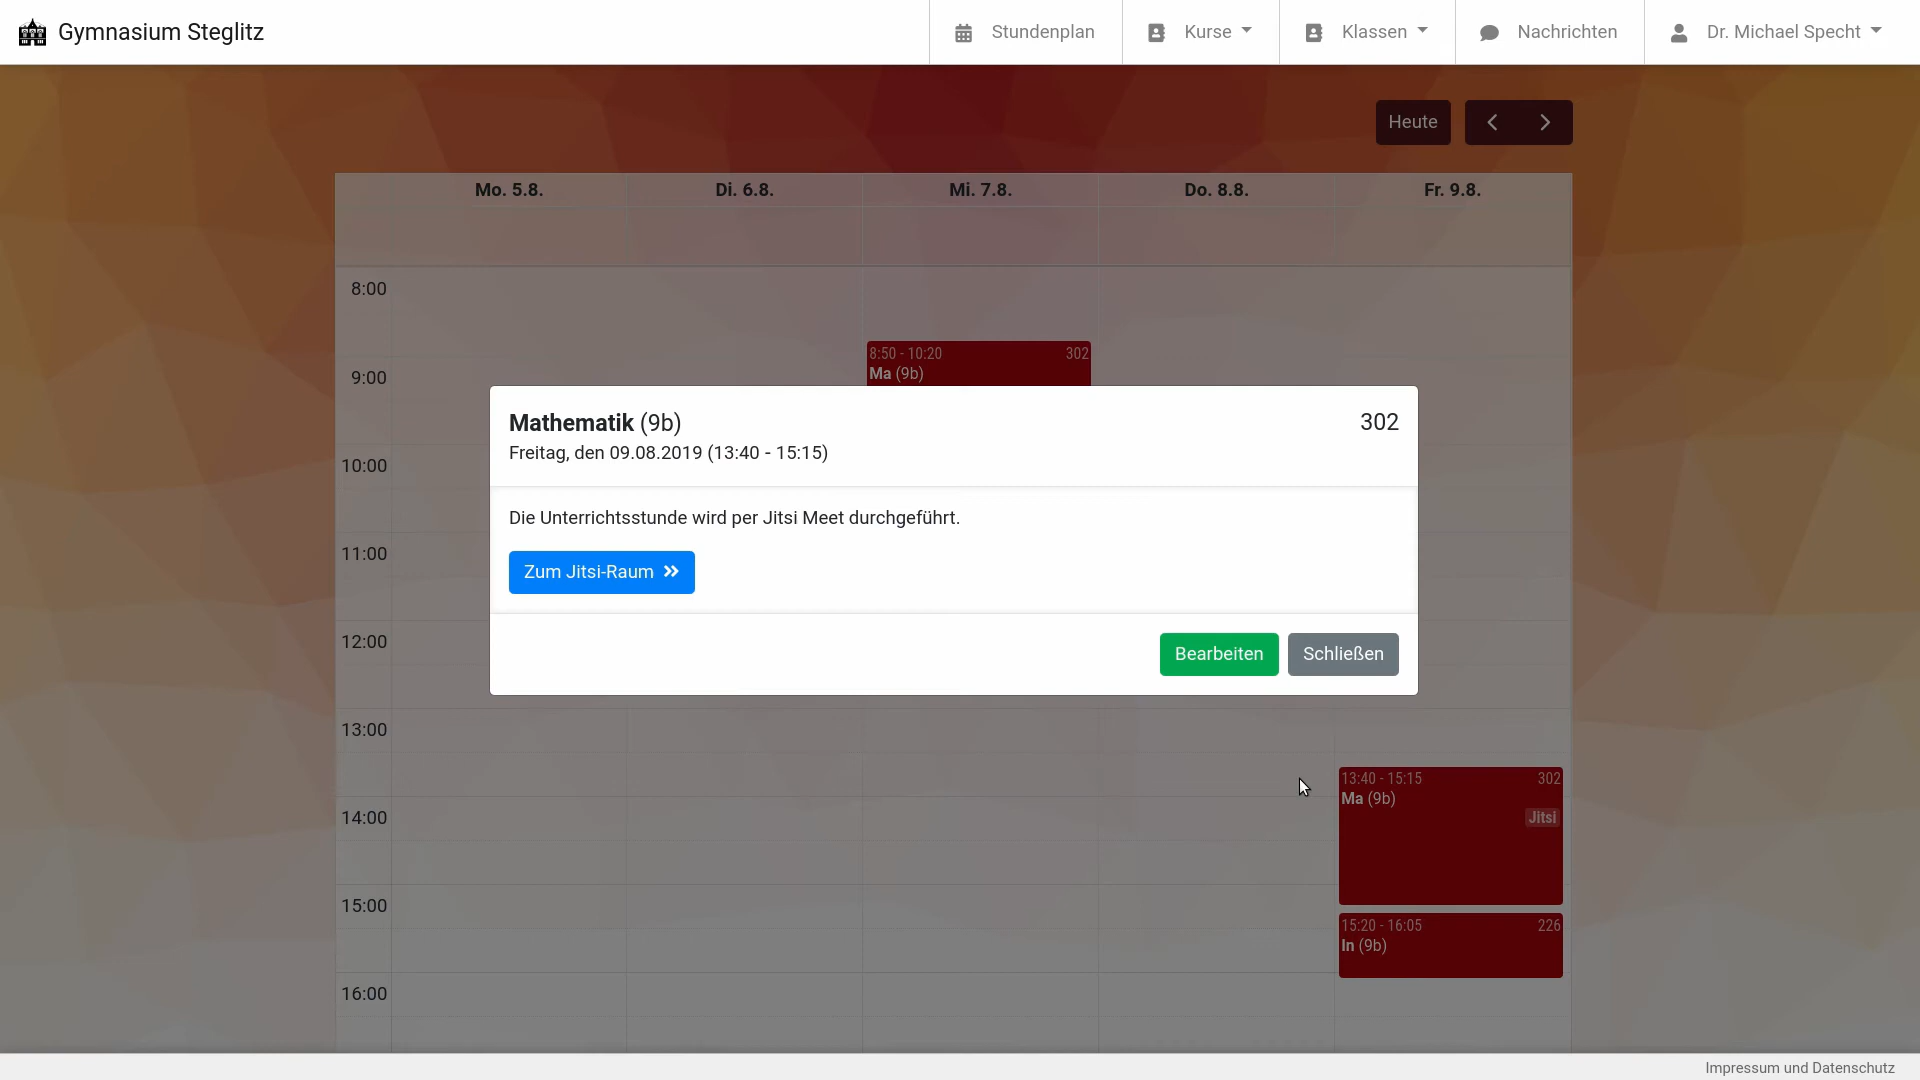 Gymnasium Steglitz
Stundenplan
Kurse
Klassen
Nachrichten
Dr. Michael Specht
Heute
Mo. 5.8.
Di. 6.8.
Mi. 7.8.
Do. 8.8.
Fr. 9.8.
8:00
8:50 - 10:20 302
Ma (9b)
9:00
Mathematik (9b) 302
Freitag, den 09.08.2019 (13:40 - 15:15)
10:00
Die Unterrichtsstunde wird per Jitsi Meet durchgeführt.
11:00
Zum Jitsi-Raum
12:00
Bearbeiten
Schließen
13:00
13:40 - 15:15 302
Ma (9b)
Jitsi
14:00
15:00
15:20 - 16:05 226
In (9b)
16:00
Impressum und Datenschutz